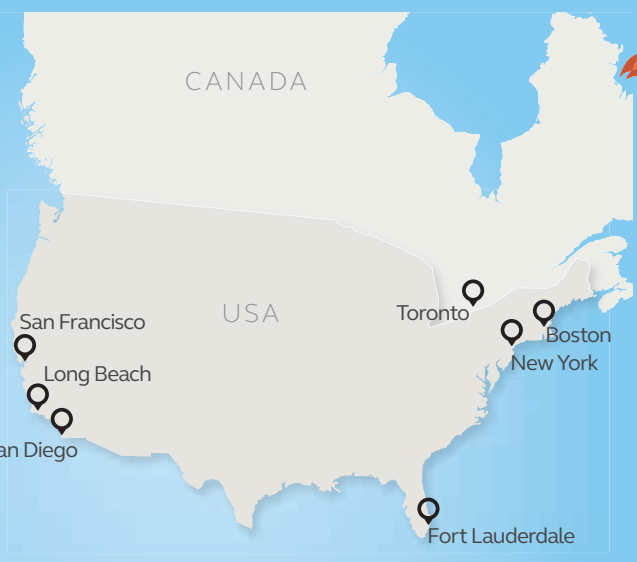 CANADA
USA
Toronto
San Francisco
Boston
New York
Long Beach
an Diego
Fort Lauderdale